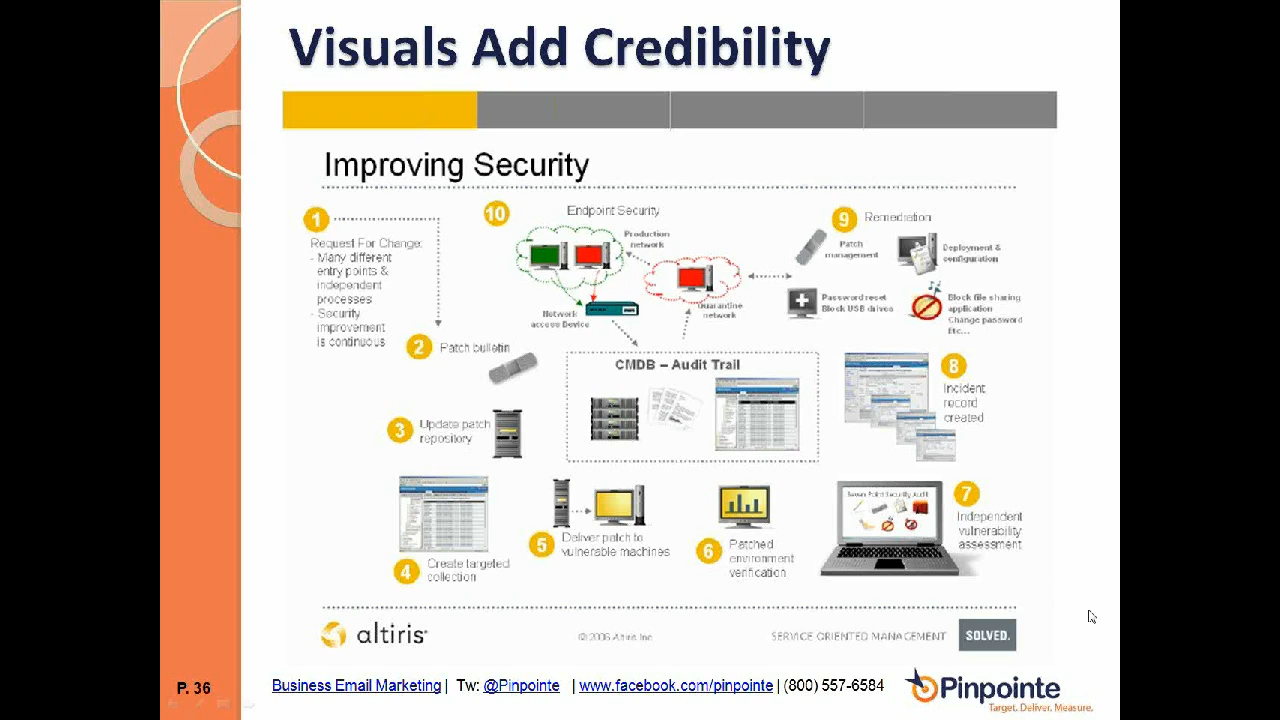 Visuals Add Credibility
Improving Security
1
Request For Change:
- Many different
entry points &
independent
processes
- Security
improvement
is continuous
2
Patch bulletin
3
Update patch
repository
4
Create targeted
collection
5
Deliver patch to
vulnerable machines
6
Patched
environment
verification
7
Independent
vulnerability
assessment
Seven Point Security Audit
8
Incident
record
created
9
Remediation
Patch
management
Deployment &
configuration
Password reset
Block USB drives
Block file sharing
application
Change password
Etc...
10
Endpoint Security
Production
network
Quarantine
network
Network
access Device
CMDB – Audit Trail
altiris
© 2006 Altiris Inc
SERVICE ORIENTED MANAGEMENT
SOLVED.
P. 36
Business Email Marketing | Tw: @Pinpointe | www.facebook.com/pinpointe | (800) 557-6584
Pinpointe
Target. Deliver. Measure.